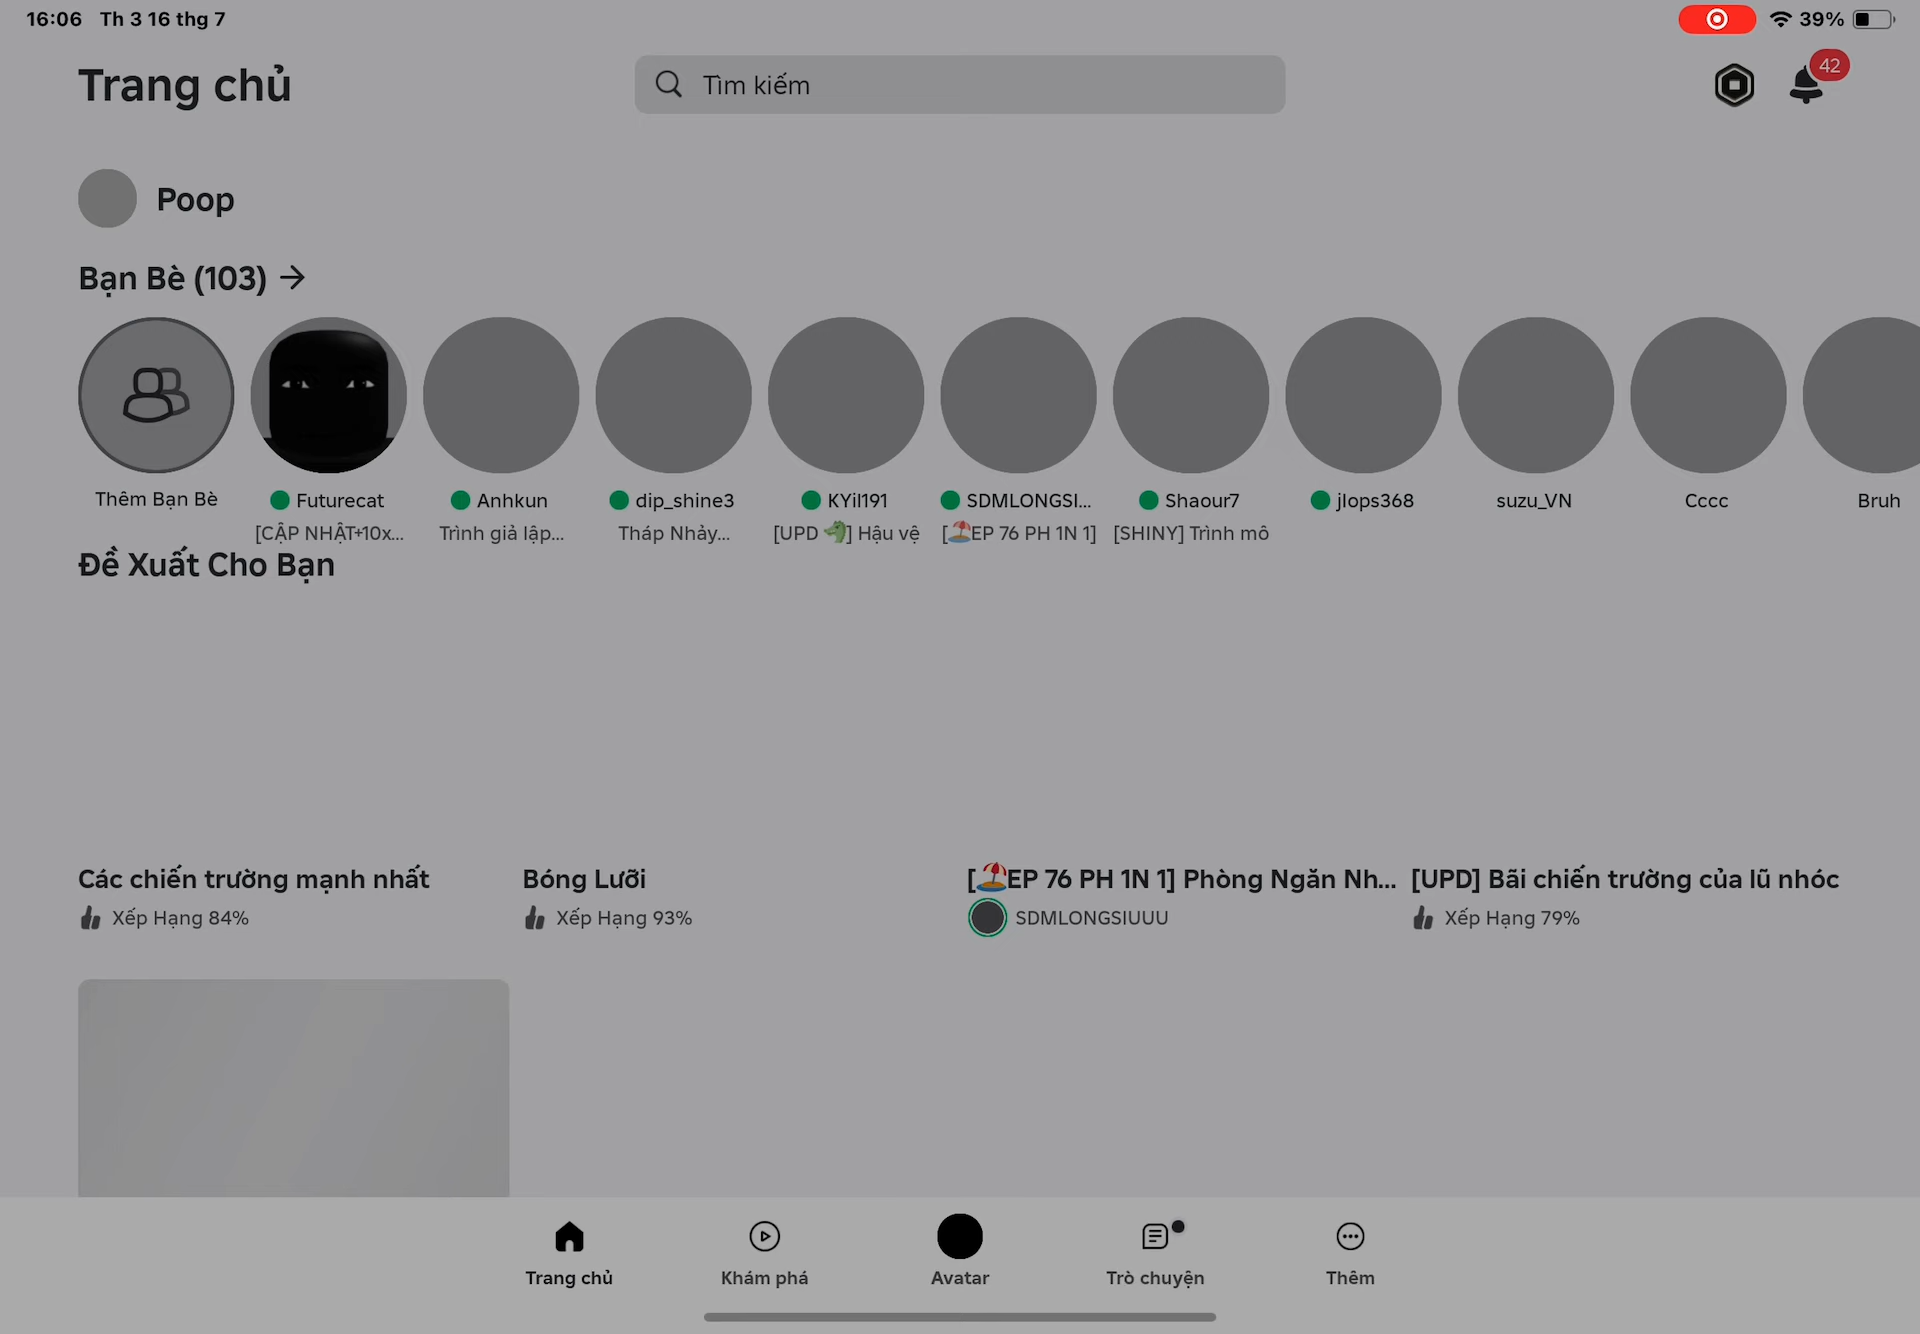 16:06 Th 3 16 thg 7
39%
Trang chủ
Tìm kiếm
42
Poop
Bạn Bè (103) →
Thêm Bạn Bè
Futurecat
Anhkun
dip_shine3
KYil191
SDMLONGSI...
Shaour7
jlops368
suzu_VN
Cccc
Bruh
[CẬP NHẬT+10x...
Trình giả lập...
Tháp Nhảy...
[UPD 🐲] Hậu vệ
[🏖️EP 76 PH 1N 1]
[SHINY] Trình mô
Đề Xuất Cho Bạn
Các chiến trường mạnh nhất
Xếp Hạng 84%
Bóng Lưỡi
Xếp Hạng 93%
[🏖️EP 76 PH 1N 1] Phòng Ngăn Nh...
SDMLONGSIUUU
[UPD] Bãi chiến trường của lũ nhóc
Xếp Hạng 79%
Trang chủ
Khám phá
Avatar
Trò chuyện
Thêm